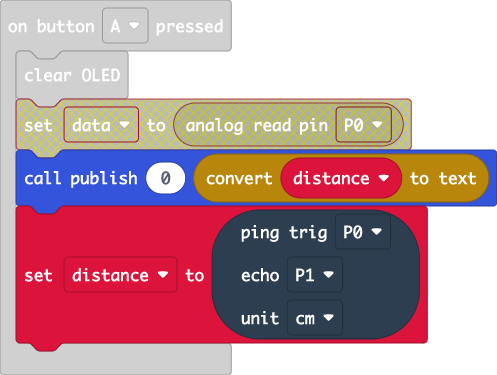 on button A pressed
clear OLED
set data to analog read pin P0
call publish 0 convert distance to text
ping trig P0
set distance to echo P1
unit cm